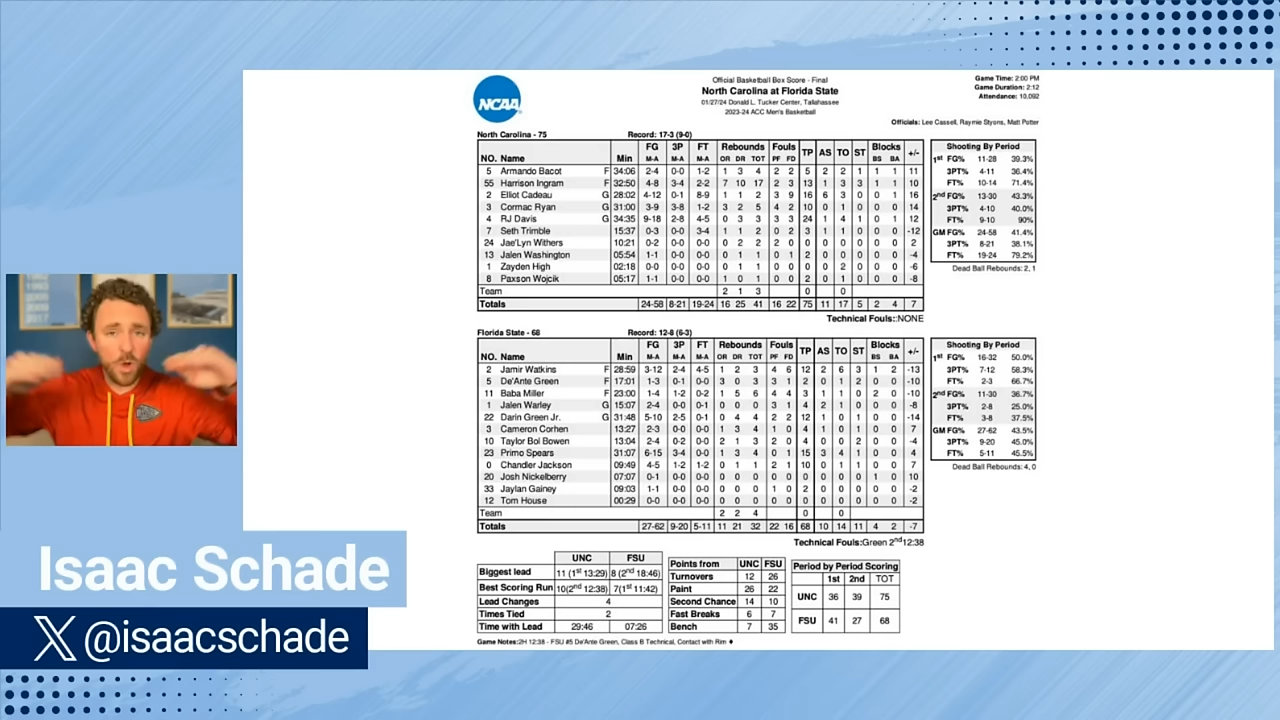 Official Basketball Box Score - Final
North Carolina at Florida State
01/27/24 Donald L. Tucker Center, Tallahassee
2023-24 ACC Men's Basketball
Game Time: 2:00 PM
Game Duration: 2:12
Attendance: 10,092
NCAA
Officials: Lee Cassell, Raymie Styons, Matt Potter
North Carolina - 75 Record: 17-3 (9-0)
FG 3P FT Rebounds Fouls TP AS TO ST Blocks +/-
NO. Name Min M-A M-A M-A OR DR TOT PF FD BS BA
5 Armando Bacot F 34:06 2-4 0-0 1-2 1 3 4 2 2 5 2 2 1 1 1 11
55 Harrison Ingram F 32:50 4-8 3-4 2-2 7 10 17 2 3 13 1 3 3 1 1 10
2 Elliot Cadeau G 28:02 4-12 0-1 8-9 1 1 2 3 9 16 6 3 0 0 1 16
3 Cormac Ryan G 31:00 3-9 3-8 1-2 3 2 5 4 2 10 0 1 0 0 0 14
4 RJ Davis G 34:35 9-18 2-8 4-5 0 3 3 3 3 24 1 4 1 0 1 12
7 Seth Trimble 15:37 0-3 0-0 3-4 1 1 2 0 2 3 1 1 0 0 0 -12
24 Jae'Lyn Withers 10:21 0-2 0-0 0-0 0 2 2 2 0 0 0 0 0 0 0 2
13 Jalen Washington 05:54 1-1 0-0 0-0 0 1 1 0 1 2 0 0 0 0 0 -4
1 Zayden High 02:18 0-0 0-0 0-0 0 1 1 0 0 0 0 2 0 0 0 -6
8 Paxson Wojcik 05:17 1-1 0-0 0-0 1 0 1 0 0 2 0 1 0 0 0 -8
Team 2 1 3 0 0
Totals 24-58 8-21 19-24 16 25 41 16 22 75 11 17 5 2 4 7
Technical Fouls::NONE
Shooting By Period
1st FG% 11-28 39.3%
3PT% 4-11 36.4%
FT% 10-14 71.4%
2nd FG% 13-30 43.3%
3PT% 4-10 40.0%
FT% 9-10 90%
GM FG% 24-58 41.4%
3PT% 8-21 38.1%
FT% 19-24 79.2%
Dead Ball Rebounds: 2, 1
Florida State - 68 Record: 12-8 (6-3)
FG 3P FT Rebounds Fouls TP AS TO ST Blocks +/-
NO. Name Min M-A M-A M-A OR DR TOT PF FD BS BA
2 Jamir Watkins F 28:59 3-12 2-4 4-5 1 2 3 4 6 12 2 6 3 1 2 -13
5 De'Ante Green F 17:01 1-3 0-1 0-0 3 0 3 3 1 2 0 1 2 0 0 -10
11 Baba Miller F 23:00 1-4 1-2 0-2 1 5 6 4 4 3 1 1 0 2 0 -10
1 Jalen Warley G 15:07 2-4 0-0 0-1 0 0 0 3 1 4 2 1 0 0 0 -8
22 Darin Green Jr. G 31:48 5-10 2-5 0-1 0 4 4 2 2 12 1 0 1 0 0 -14
3 Cameron Corhen 13:27 2-3 0-0 0-0 1 3 4 1 0 4 1 0 0 0 0 7
10 Taylor Bol Bowen 13:04 2-4 0-2 0-0 2 1 3 2 0 4 0 0 2 0 0 -4
23 Primo Spears 31:07 6-15 3-4 0-0 1 3 4 0 1 15 3 4 1 0 0 4
0 Chandler Jackson 09:49 4-5 1-2 1-2 0 1 1 2 1 10 0 1 1 0 0 7
20 Josh Nickelberry 07:07 0-1 0-0 0-0 0 0 0 0 0 0 0 0 0 1 0 10
33 Jaylan Gainey 09:03 1-1 0-0 0-0 0 0 0 1 0 2 0 0 1 0 0 -2
12 Tom House 00:29 0-0 0-0 0-0 0 0 0 0 0 0 0 0 0 0 0 -2
Team 2 2 4 0 0
Totals 27-62 9-20 5-11 11 21 32 22 16 68 10 14 11 4 2 -7
Technical Fouls:Green 2nd 12:38
Shooting By Period
1st FG% 16-32 50.0%
3PT% 7-12 58.3%
FT% 2-3 66.7%
2nd FG% 11-30 36.7%
3PT% 2-8 25.0%
FT% 3-8 37.5%
GM FG% 27-62 43.5%
3PT% 9-20 45.0%
FT% 5-11 45.5%
Dead Ball Rebounds: 4, 0
UNC FSU
Biggest lead 11 (1st 13:29) 8 (2nd 18:46)
Best Scoring Run 10(2nd 12:38) 7(1st 11:42)
Lead Changes 4
Times Tied 2
Time with Lead 29:46 07:26
Points from UNC FSU
Turnovers 12 26
Paint 26 22
Second Chance 14 10
Fast Breaks 6 7
Bench 7 35
Period by Period Scoring
1st 2nd TOT
UNC 36 39 75
FSU 41 27 68
Game Notes:2H 12:38 - FSU #5 De'Ante Green, Class B Technical, Contact with Rim ♦
Isaac Schade
X @isaacschade